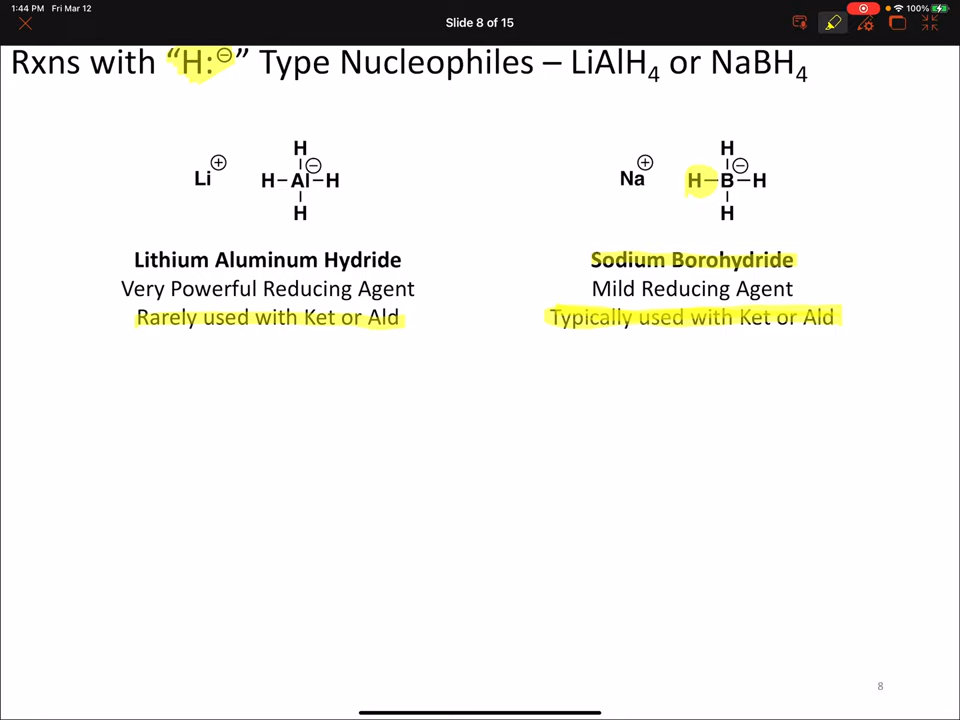 1:44 PM Fri Mar 12
100%
Slide 8 of 15
Rxns with “H:⊖” Type Nucleophiles – LiAlH₄ or NaBH₄
H
H
Li⊕ H–Al⊖–H
Na⊕ H–B⊖–H
H
H
Lithium Aluminum Hydride
Sodium Borohydride
Very Powerful Reducing Agent
Mild Reducing Agent
Rarely used with Ket or Ald
Typically used with Ket or Ald
8